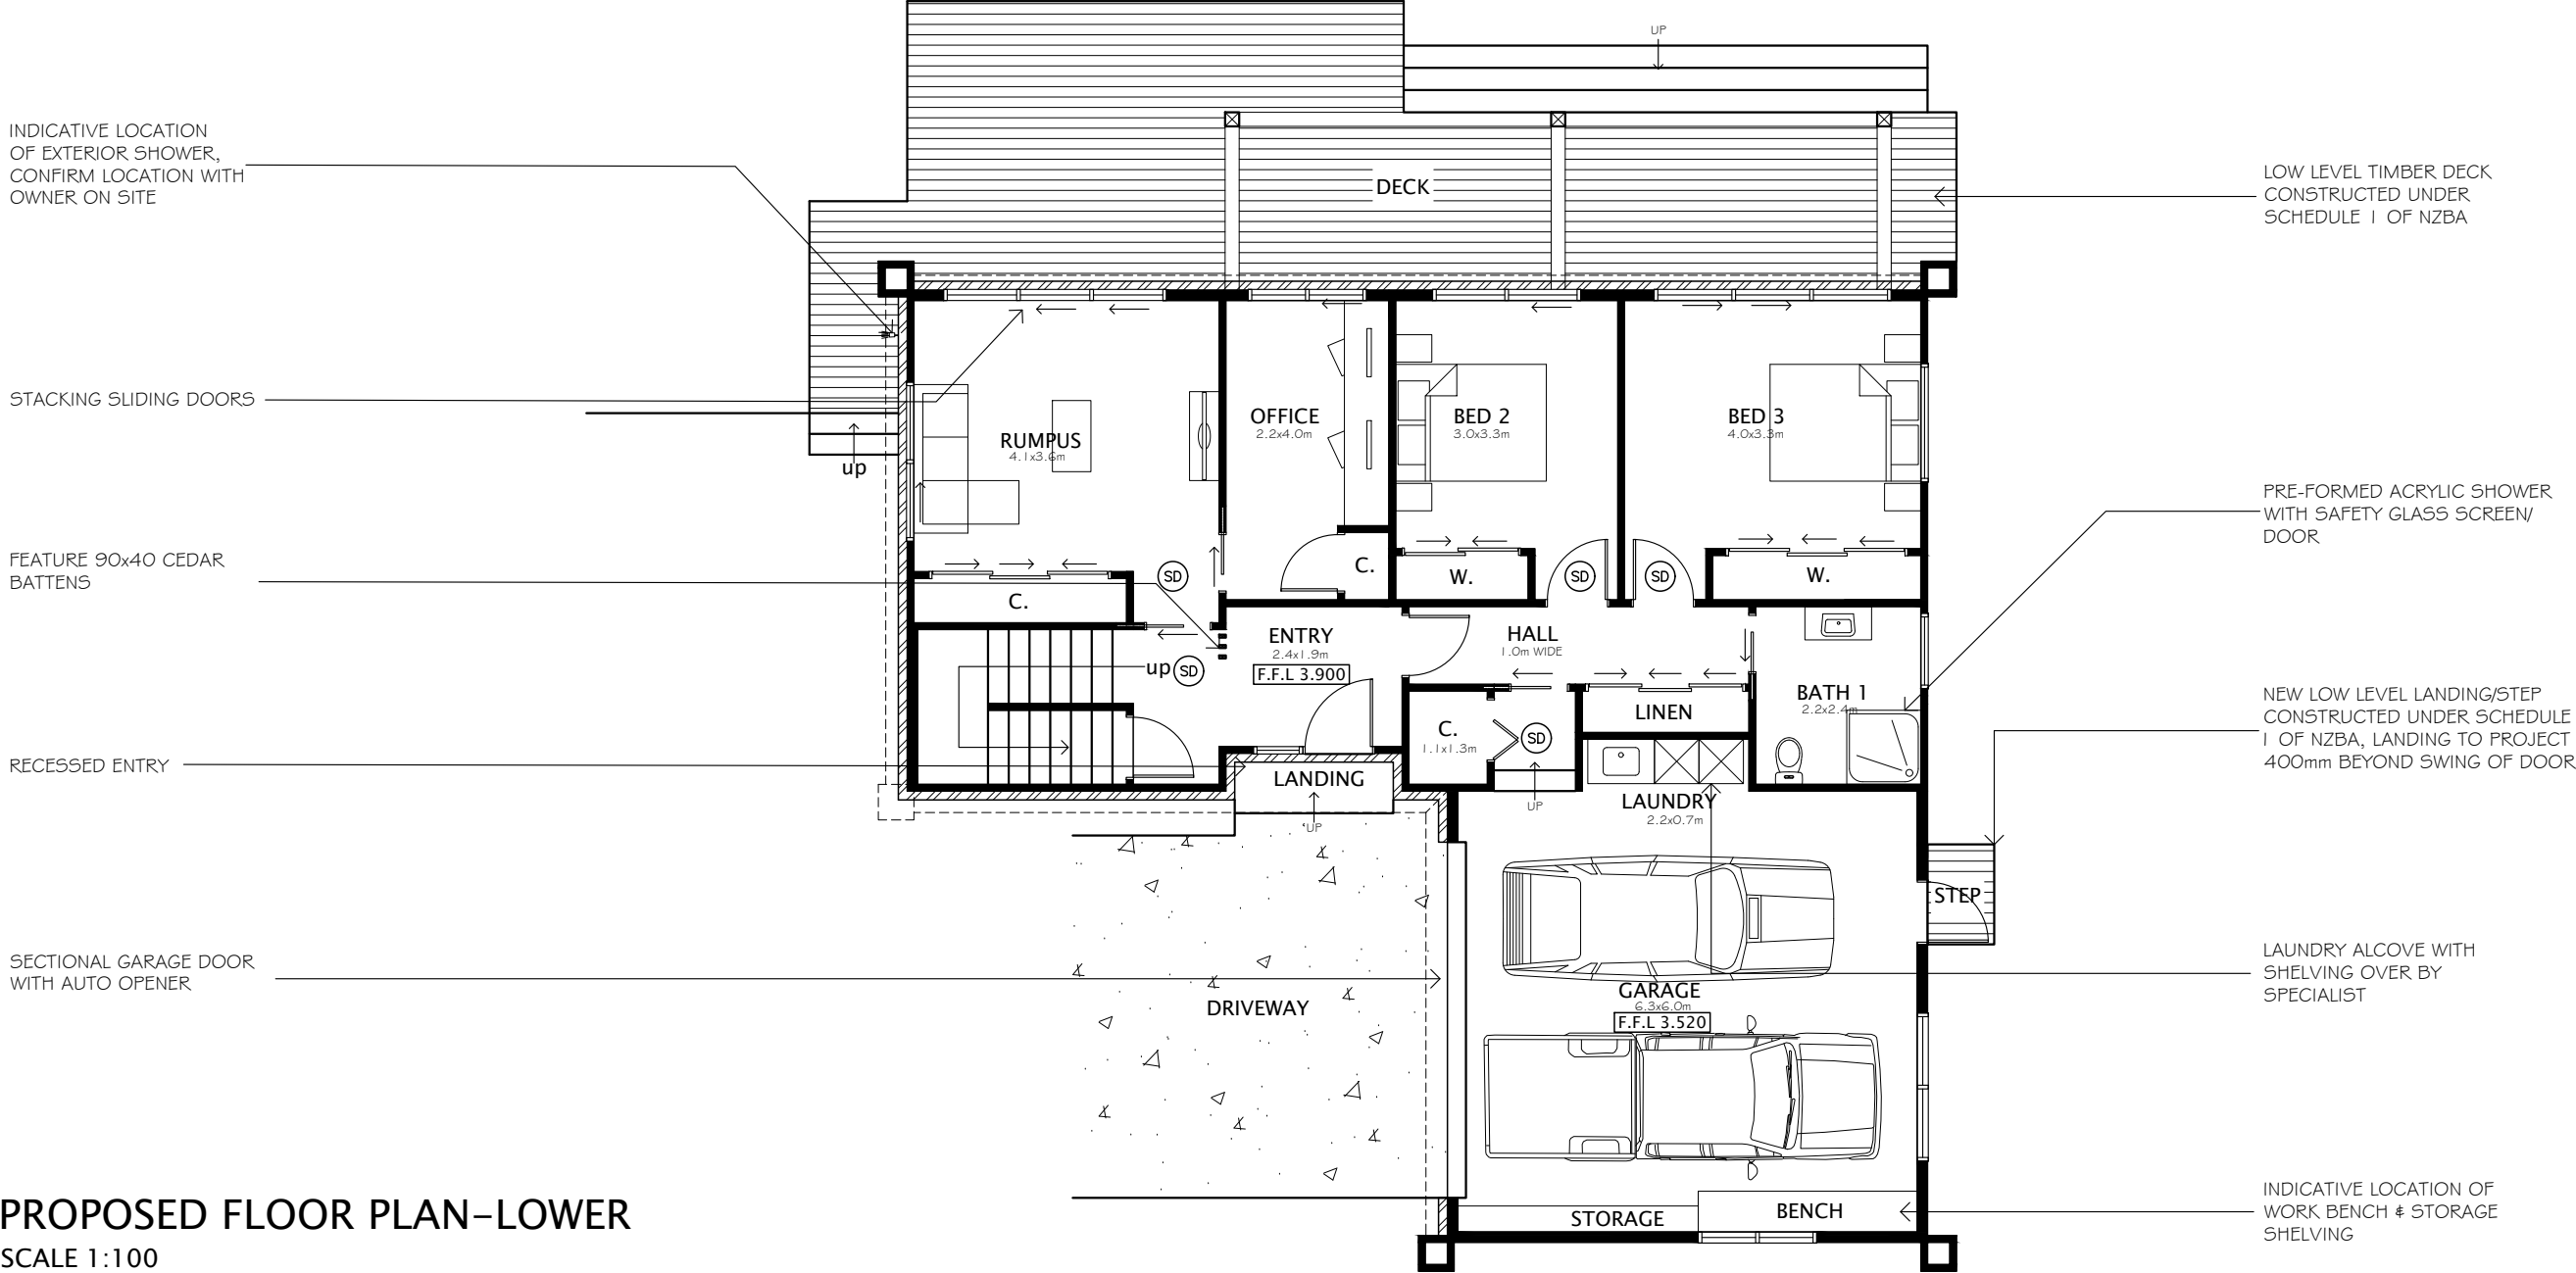 UP
INDICATIVE LOCATION
OF EXTERIOR SHOWER,
CONFIRM LOCATION WITH
OWNER ON SITE
DECK
LOW LEVEL TIMBER DECK
CONSTRUCTED UNDER
SCHEDULE 1 OF NZBA
STACKING SLIDING DOORS
RUMPUS
4.1x3.6m
OFFICE
2.2x4.0m
BED 2
3.0x3.3m
BED 3
4.0x3.3m
up
PRE-FORMED ACRYLIC SHOWER
WITH SAFETY GLASS SCREEN/
DOOR
FEATURE 90x40 CEDAR
BATTENS
C.
SD
C.
W.
SD
SD
W.
ENTRY
2.4x1.9m
F.F.L 3.900
HALL
1.0m WIDE
up
SD
BATH 1
2.2x2.4m
LINEN
C.
1.1x1.3m
SD
NEW LOW LEVEL LANDING/STEP
CONSTRUCTED UNDER SCHEDULE
1 OF NZBA, LANDING TO PROJECT
400mm BEYOND SWING OF DOOR
RECESSED ENTRY
LANDING
UP
UP
LAUNDRY
2.2x0.7m
STEP
SECTIONAL GARAGE DOOR
WITH AUTO OPENER
DRIVEWAY
GARAGE
6.3x6.0m
F.F.L 3.520
LAUNDRY ALCOVE WITH
SHELVING OVER BY
SPECIALIST
STORAGE
BENCH
INDICATIVE LOCATION OF
WORK BENCH & STORAGE
SHELVING
PROPOSED FLOOR PLAN-LOWER
SCALE 1:100